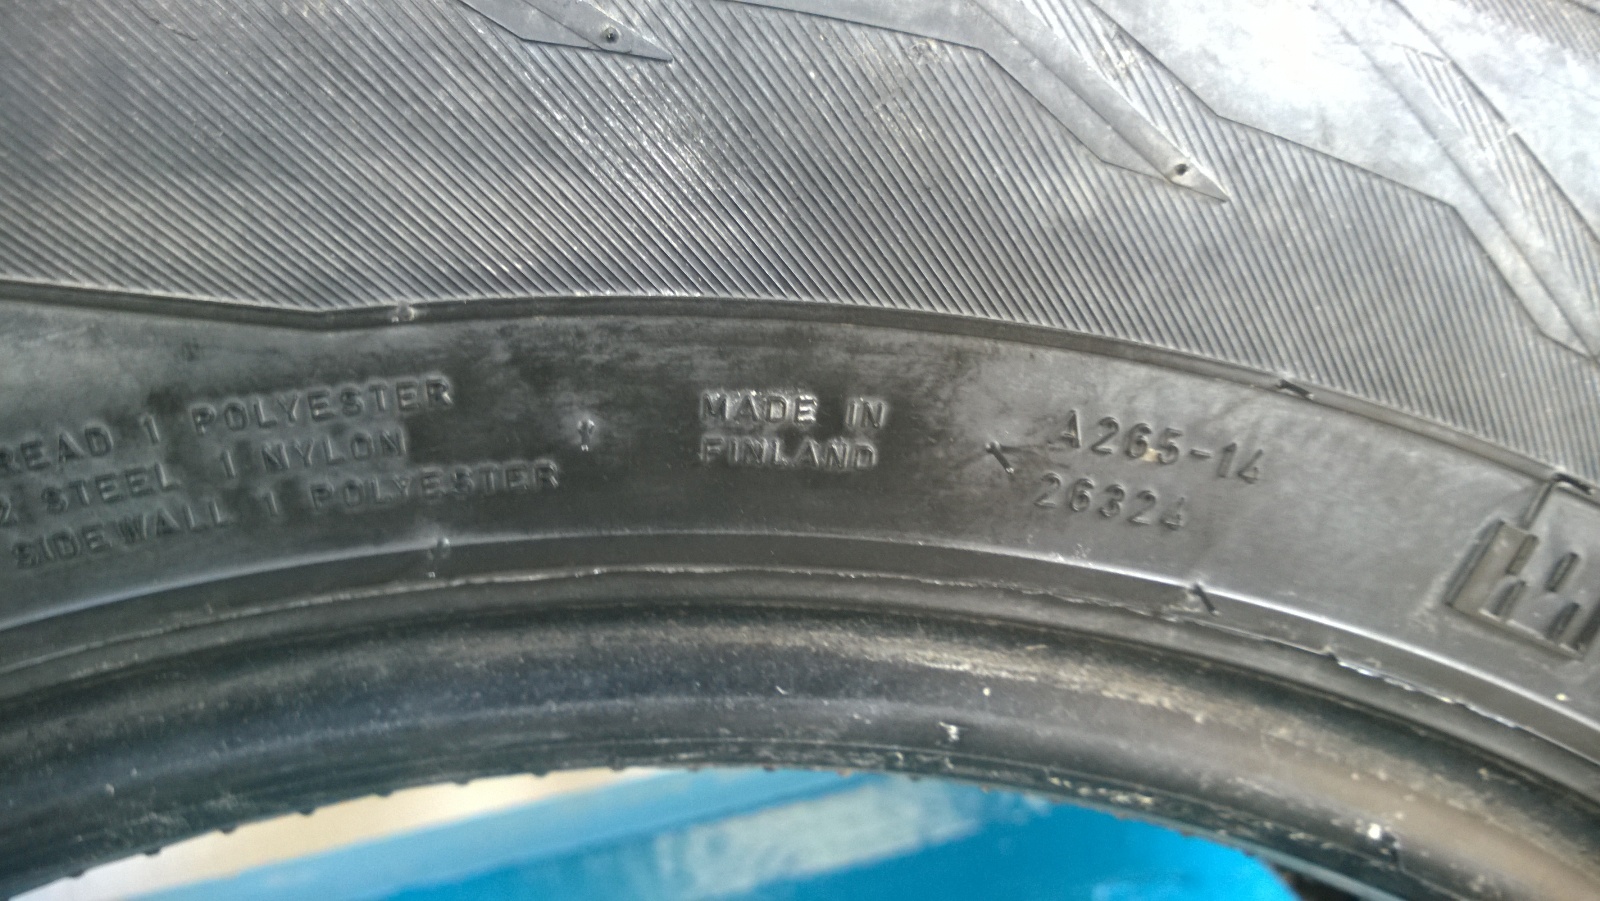 READ 1 POLYESTER
2 STEEL 1 NYLON
SIDEWALL 1 POLYESTER
MADE IN
FINLAND
A265-14
26324